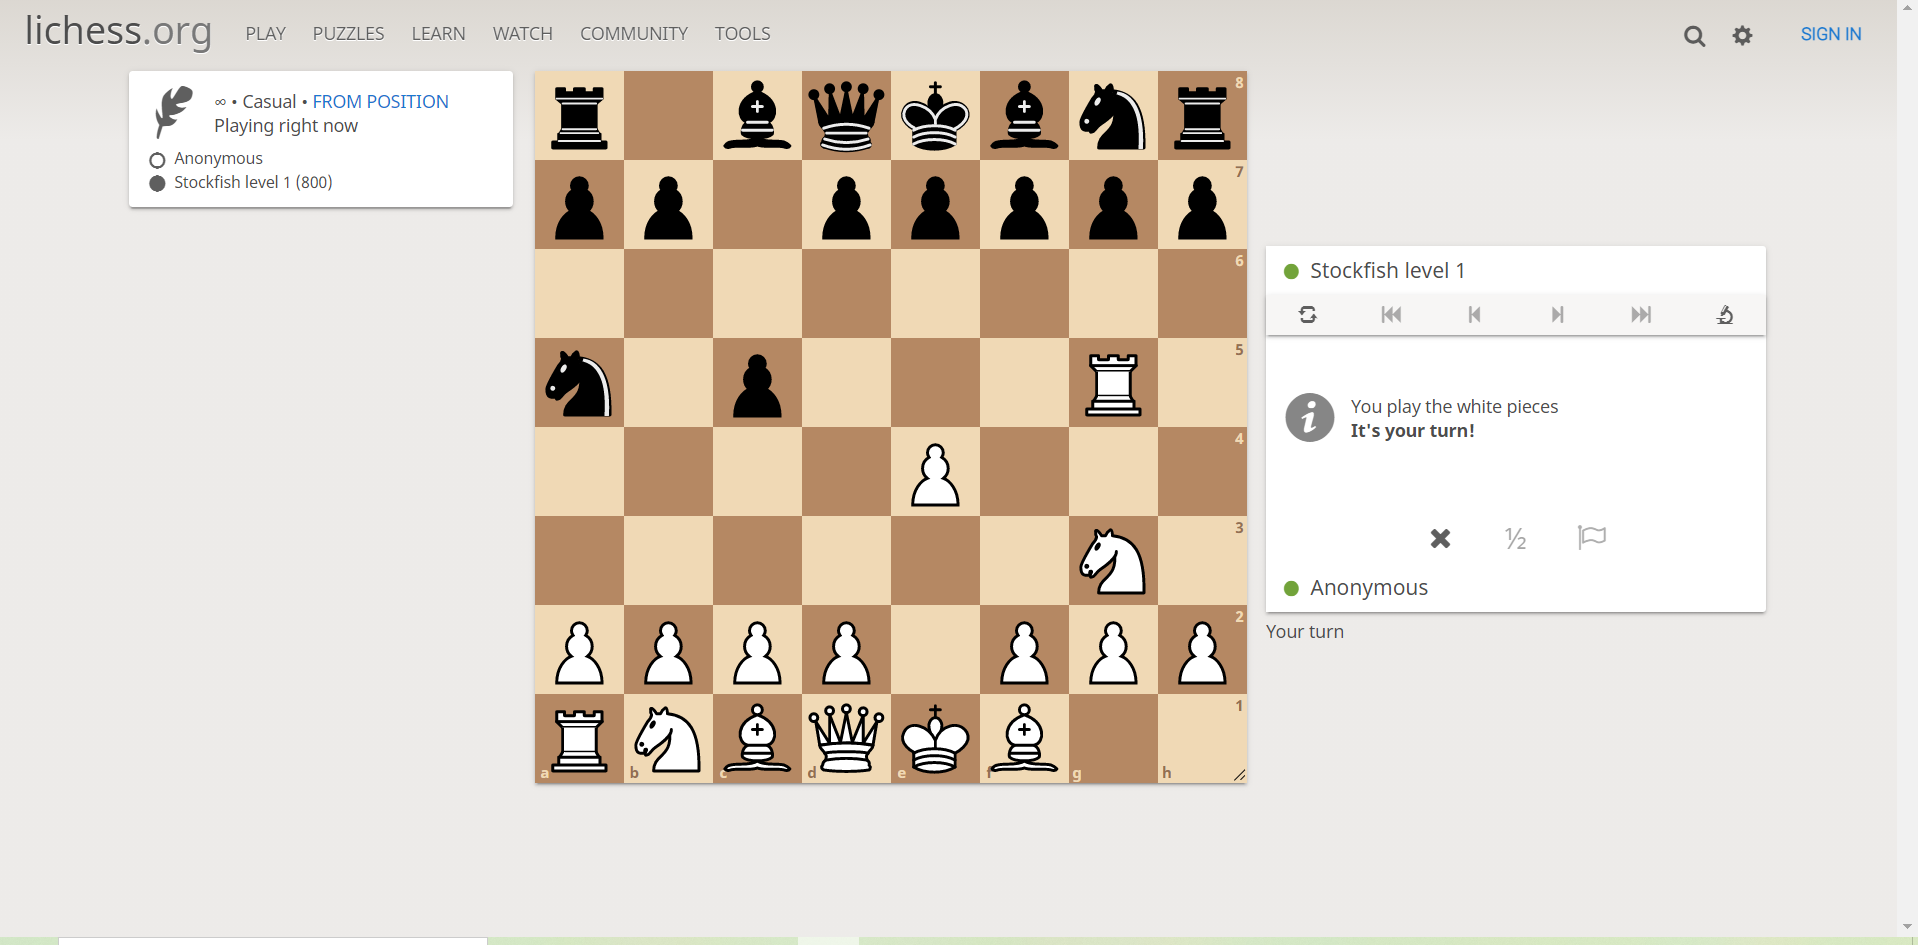 lichess.org
PLAY PUZZLES LEARN WATCH COMMUNITY TOOLS SIGN IN
∞ • Casual • FROM POSITION
Playing right now
Anonymous
Stockfish level 1 (800)
8
7
6
5
4
3
2
1
a b c d e f g h
Stockfish level 1
You play the white pieces
It's your turn!
½
Anonymous
Your turn